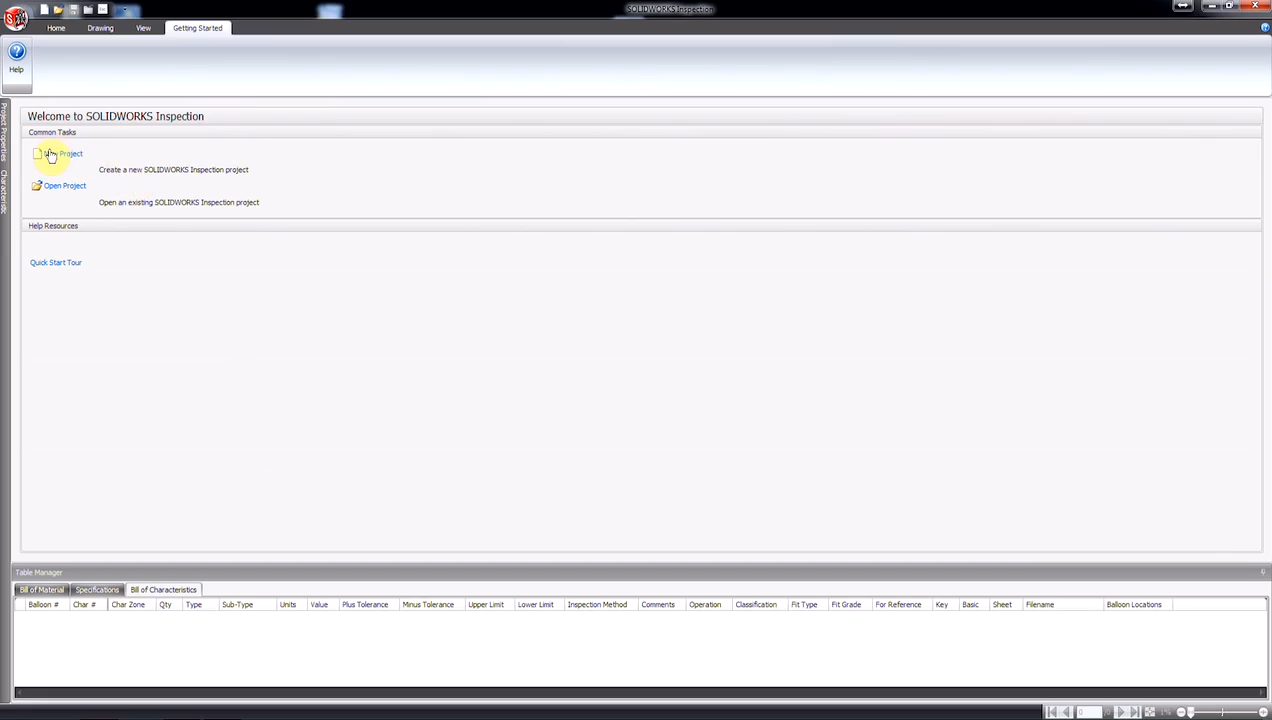 SOLIDWORKS Inspection
Home Drawing View Getting Started
Help
Project Properties
Characteristic
Welcome to SOLIDWORKS Inspection
Common Tasks
Project
Create a new SOLIDWORKS Inspection project
Open Project
Open an existing SOLIDWORKS Inspection project
Help Resources
Quick Start Tour
Table Manager
Bill of Material Specifications Bill of Characteristics
Balloon # Char # Char Zone Qty Type Sub-Type Units Value Plus Tolerance Minus Tolerance Upper Limit Lower Limit Inspection Method Comments Operation Classification Fit Type Fit Grade For Reference Key Basic Sheet Filename Balloon Locations
0